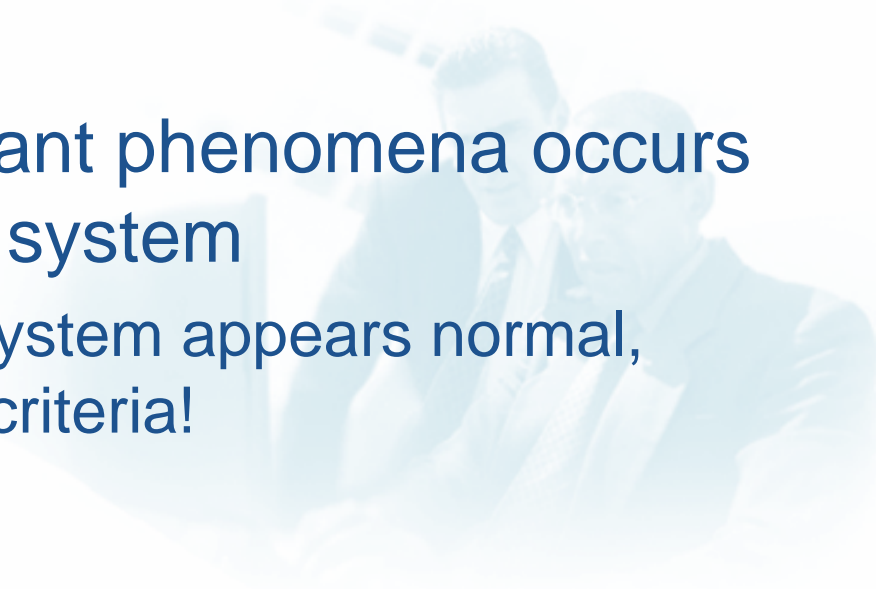 ant phenomena occurs
system
ystem appears normal,
criteria!